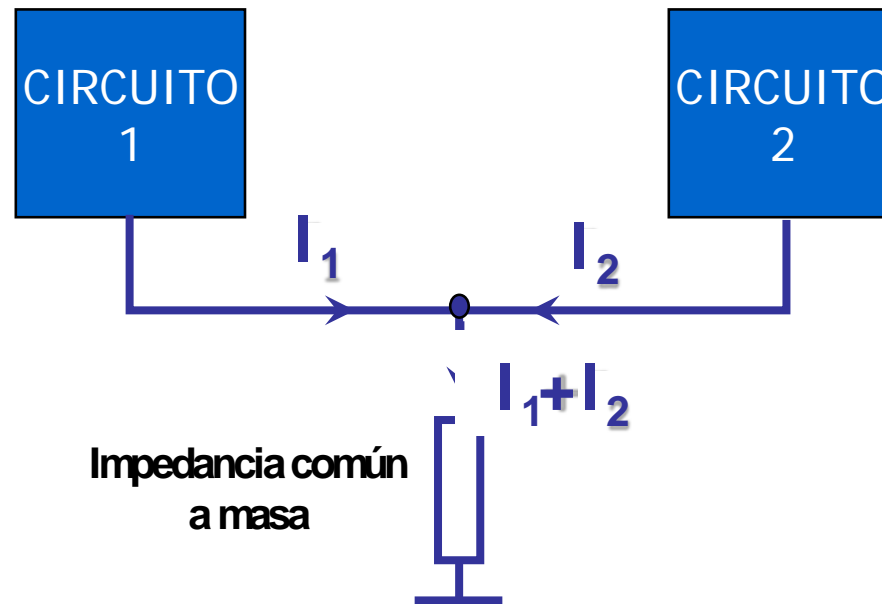 CIRCUITO
1
CIRCUITO
2
I1
I2
I1+I2
Impedancia común
a masa